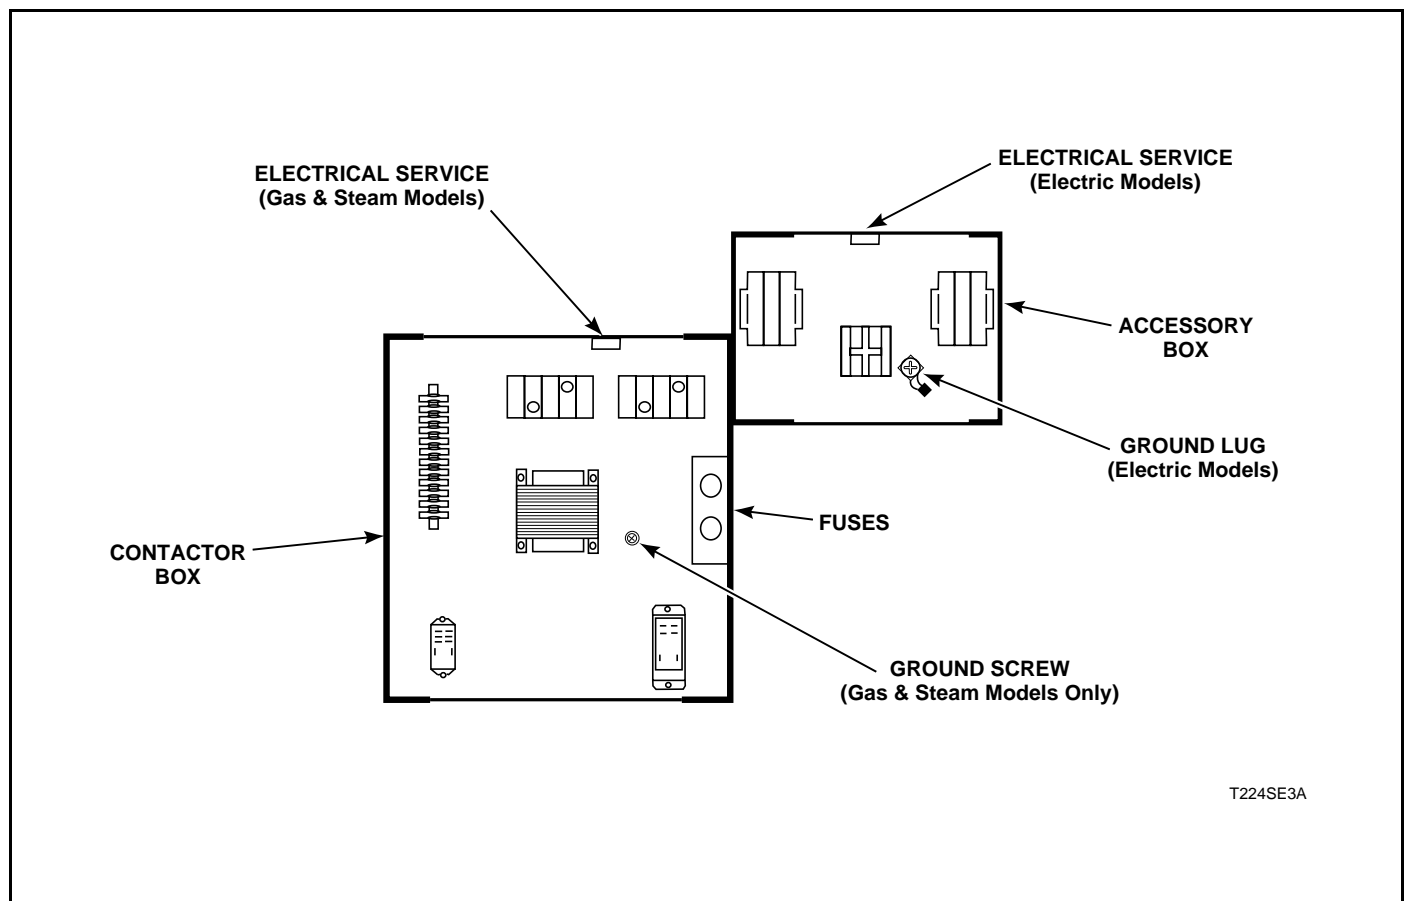 ELECTRICAL SERVICE
(Gas & Steam Models)
ELECTRICAL SERVICE
(Electric Models)
ACCESSORY
BOX
GROUND LUG
(Electric Models)
FUSES
CONTACTOR
BOX
GROUND SCREW
(Gas & Steam Models Only)
T224SE3A